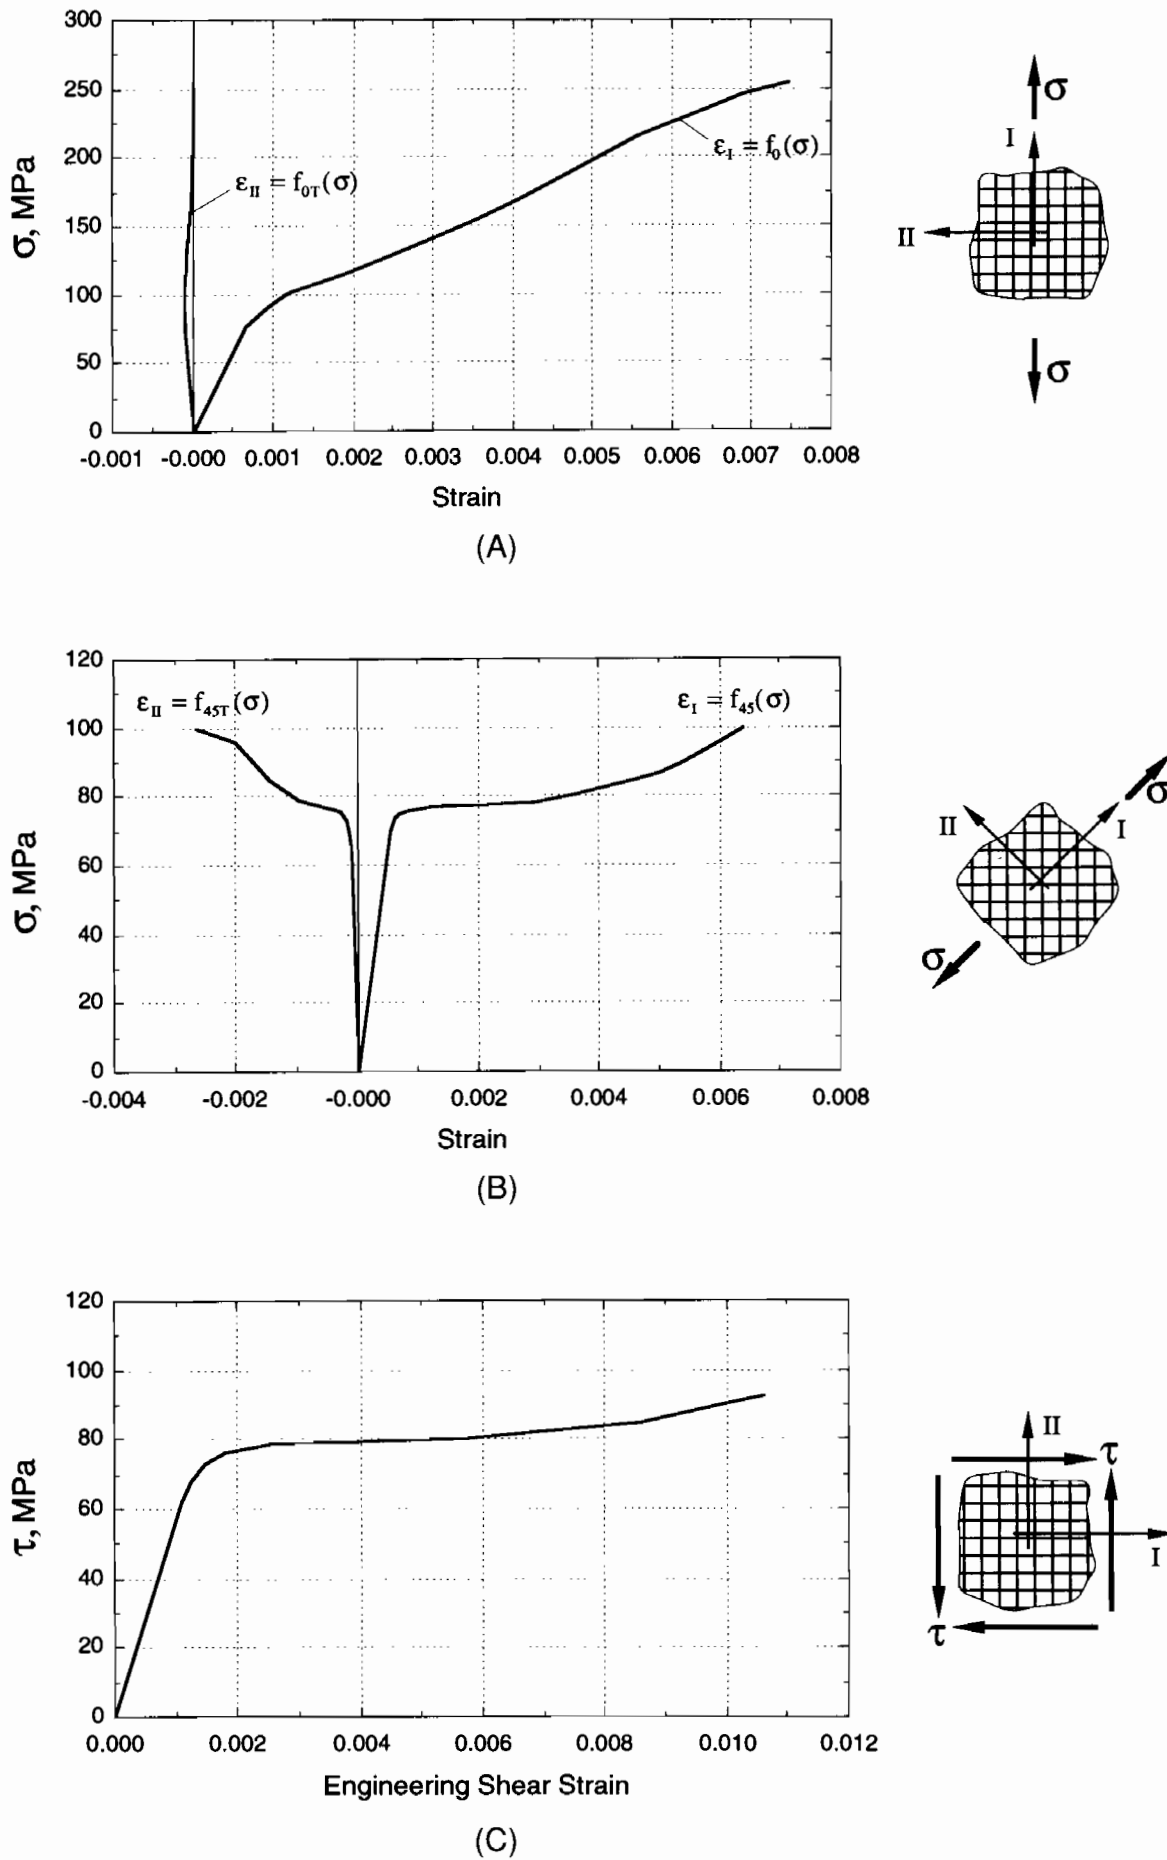 300
250
200
150
100
50
0
σ, MPa
ε_II = f_0T(σ)
ε_I = f_0(σ)
-0.001 -0.000 0.001 0.002 0.003 0.004 0.005 0.006 0.007 0.008
Strain
(A)
σ
I
II
σ
120
100
80
60
40
20
0
σ, MPa
ε_II = f_45T(σ)
ε_I = f_45(σ)
-0.004 -0.002 -0.000 0.002 0.004 0.006 0.008
Strain
(B)
σ
II
I
σ
120
100
80
60
40
20
0
τ, MPa
0.000 0.002 0.004 0.006 0.008 0.010 0.012
Engineering Shear Strain
(C)
II
τ
I
τ